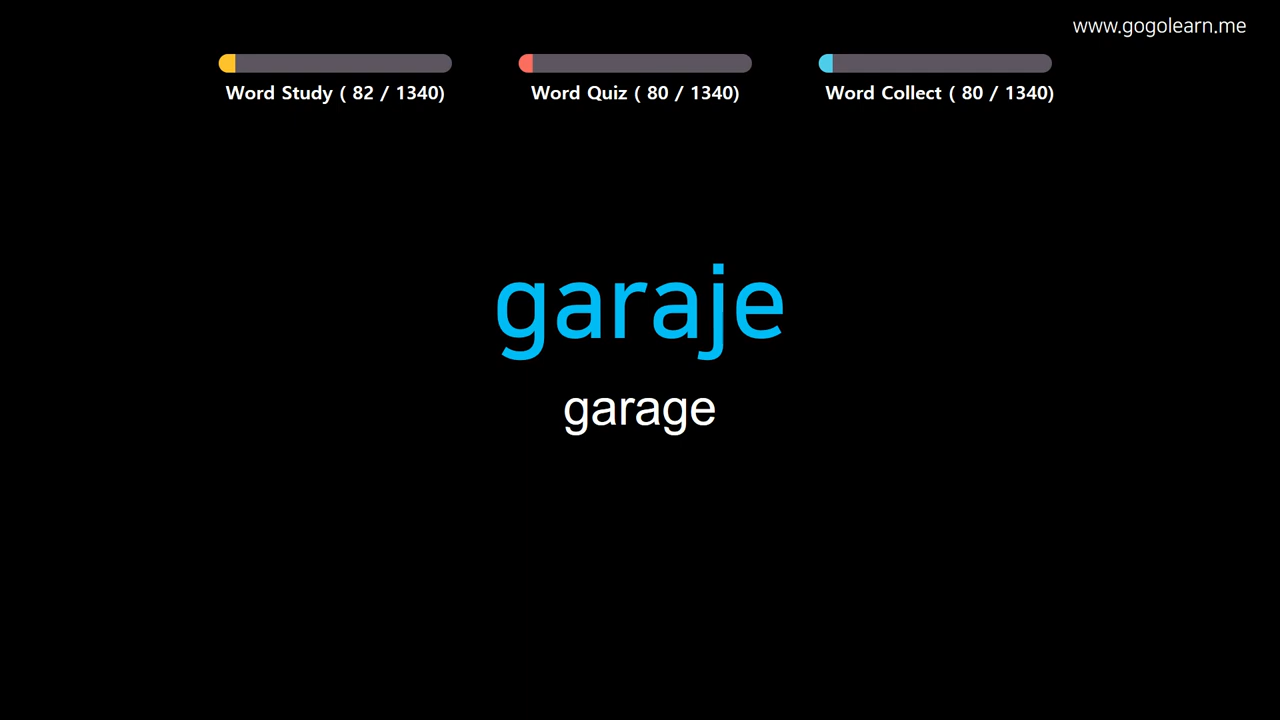 www.gogolearn.me
Word Study ( 82 / 1340)
Word Quiz ( 80 / 1340)
Word Collect ( 80 / 1340)
garaje
garage